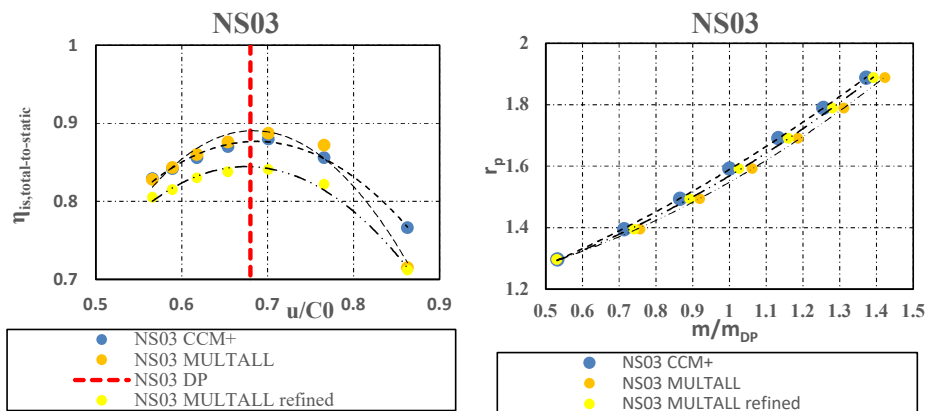 NS03
1
0.9
0.8
0.7
0.5
0.6
0.7
0.8
0.9
ηis,total-to-static
u/C0
NS03 CCM+
NS03 MULTALL
NS03 DP
NS03 MULTALL refined
NS03
2
1.8
1.6
1.4
1.2
0.5 0.6 0.7 0.8 0.9 1 1.1 1.2 1.3 1.4 1.5
rp
m/mDP
NS03 CCM+
NS03 MULTALL
NS03 MULTALL refined